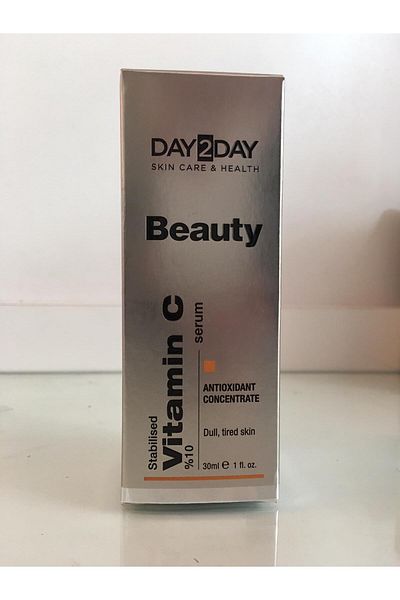 DAY2DAY
SKIN CARE & HEALTH
Beauty
Stabilised
Vitamin C
%10
serum
ANTIOXIDANT
CONCENTRATE
Dull, tired skin
30ml ℮ 1 fl. oz.